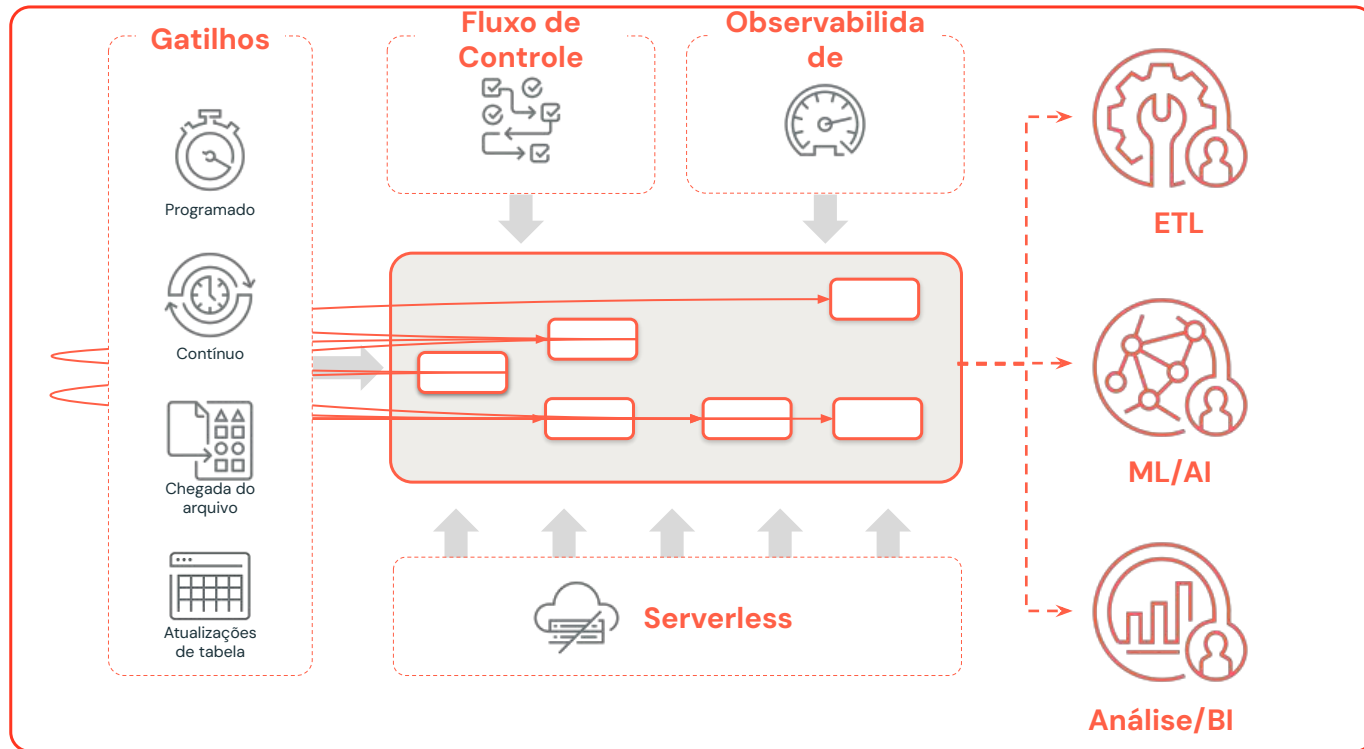 Gatilhos
Programado
Contínuo
Chegada do
arquivo
Atualizações
de tabela
Fluxo de
Controle
Observabilida
de
Serverless
ETL
ML/AI
Análise/BI